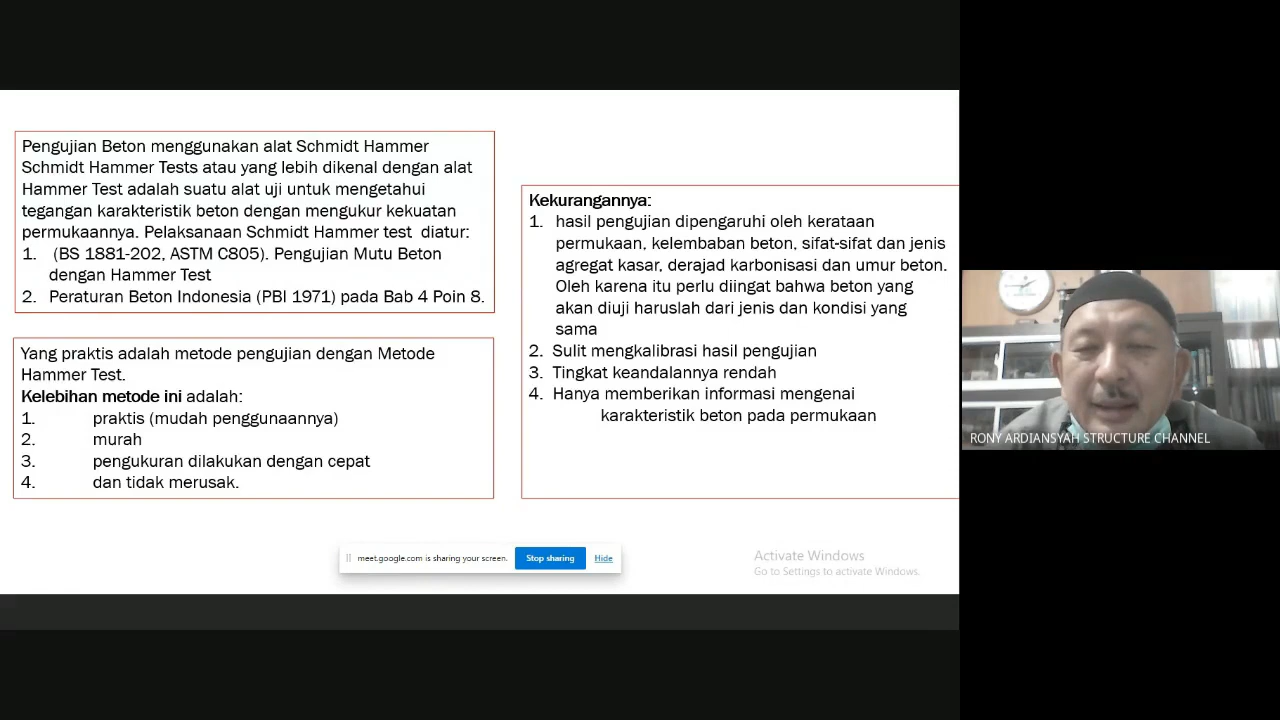 Pengujian Beton menggunakan alat Schmidt Hammer
Schmidt Hammer Tests atau yang lebih dikenal dengan alat
Hammer Test adalah suatu alat uji untuk mengetahui
tegangan karakteristik beton dengan mengukur kekuatan
permukaannya. Pelaksanaan Schmidt Hammer test diatur:
1. (BS 1881-202, ASTM C805). Pengujian Mutu Beton
dengan Hammer Test
2. Peraturan Beton Indonesia (PBI 1971) pada Bab 4 Poin 8.
Yang praktis adalah metode pengujian dengan Metode
Hammer Test.
Kelebihan metode ini adalah:
1. praktis (mudah penggunaannya)
2. murah
3. pengukuran dilakukan dengan cepat
4. dan tidak merusak.
Kekurangannya:
1. hasil pengujian dipengaruhi oleh kerataan
permukaan, kelembaban beton, sifat-sifat dan jenis
agregat kasar, derajad karbonisasi dan umur beton.
Oleh karena itu perlu diingat bahwa beton yang
akan diuji haruslah dari jenis dan kondisi yang
sama
2. Sulit mengkalibrasi hasil pengujian
3. Tingkat keandalannya rendah
4. Hanya memberikan informasi mengenai
karakteristik beton pada permukaan
meet.google.com is sharing your screen. Stop sharing Hide
Activate Windows
Go to Settings to activate Windows.
RONY ARDIANSYAH STRUCTURE CHANNEL